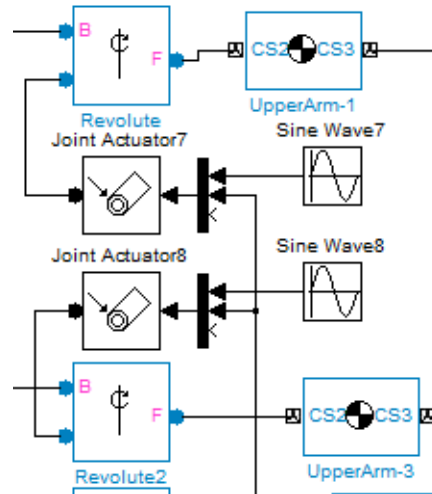 B
F
CS2 CS3
Revolute
UpperArm-1
Joint Actuator7
Sine Wave7
Joint Actuator8
Sine Wave8
B
F
CS2 CS3
Revolute2
UpperArm-3